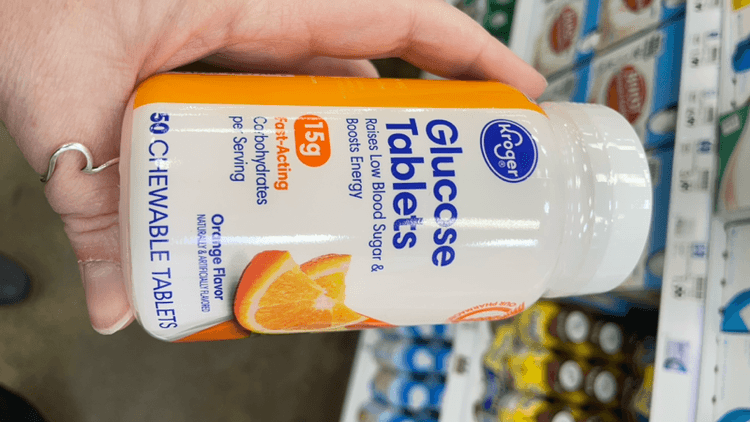 Kroger
Glucose
Tablets
Raises Low Blood Sugar &
Boosts Energy
15g
Fast-Acting
Carbohydrates
per Serving
Orange Flavor
NATURALLY & ARTIFICIALLY FLAVORED
50 CHEWABLE TABLETS